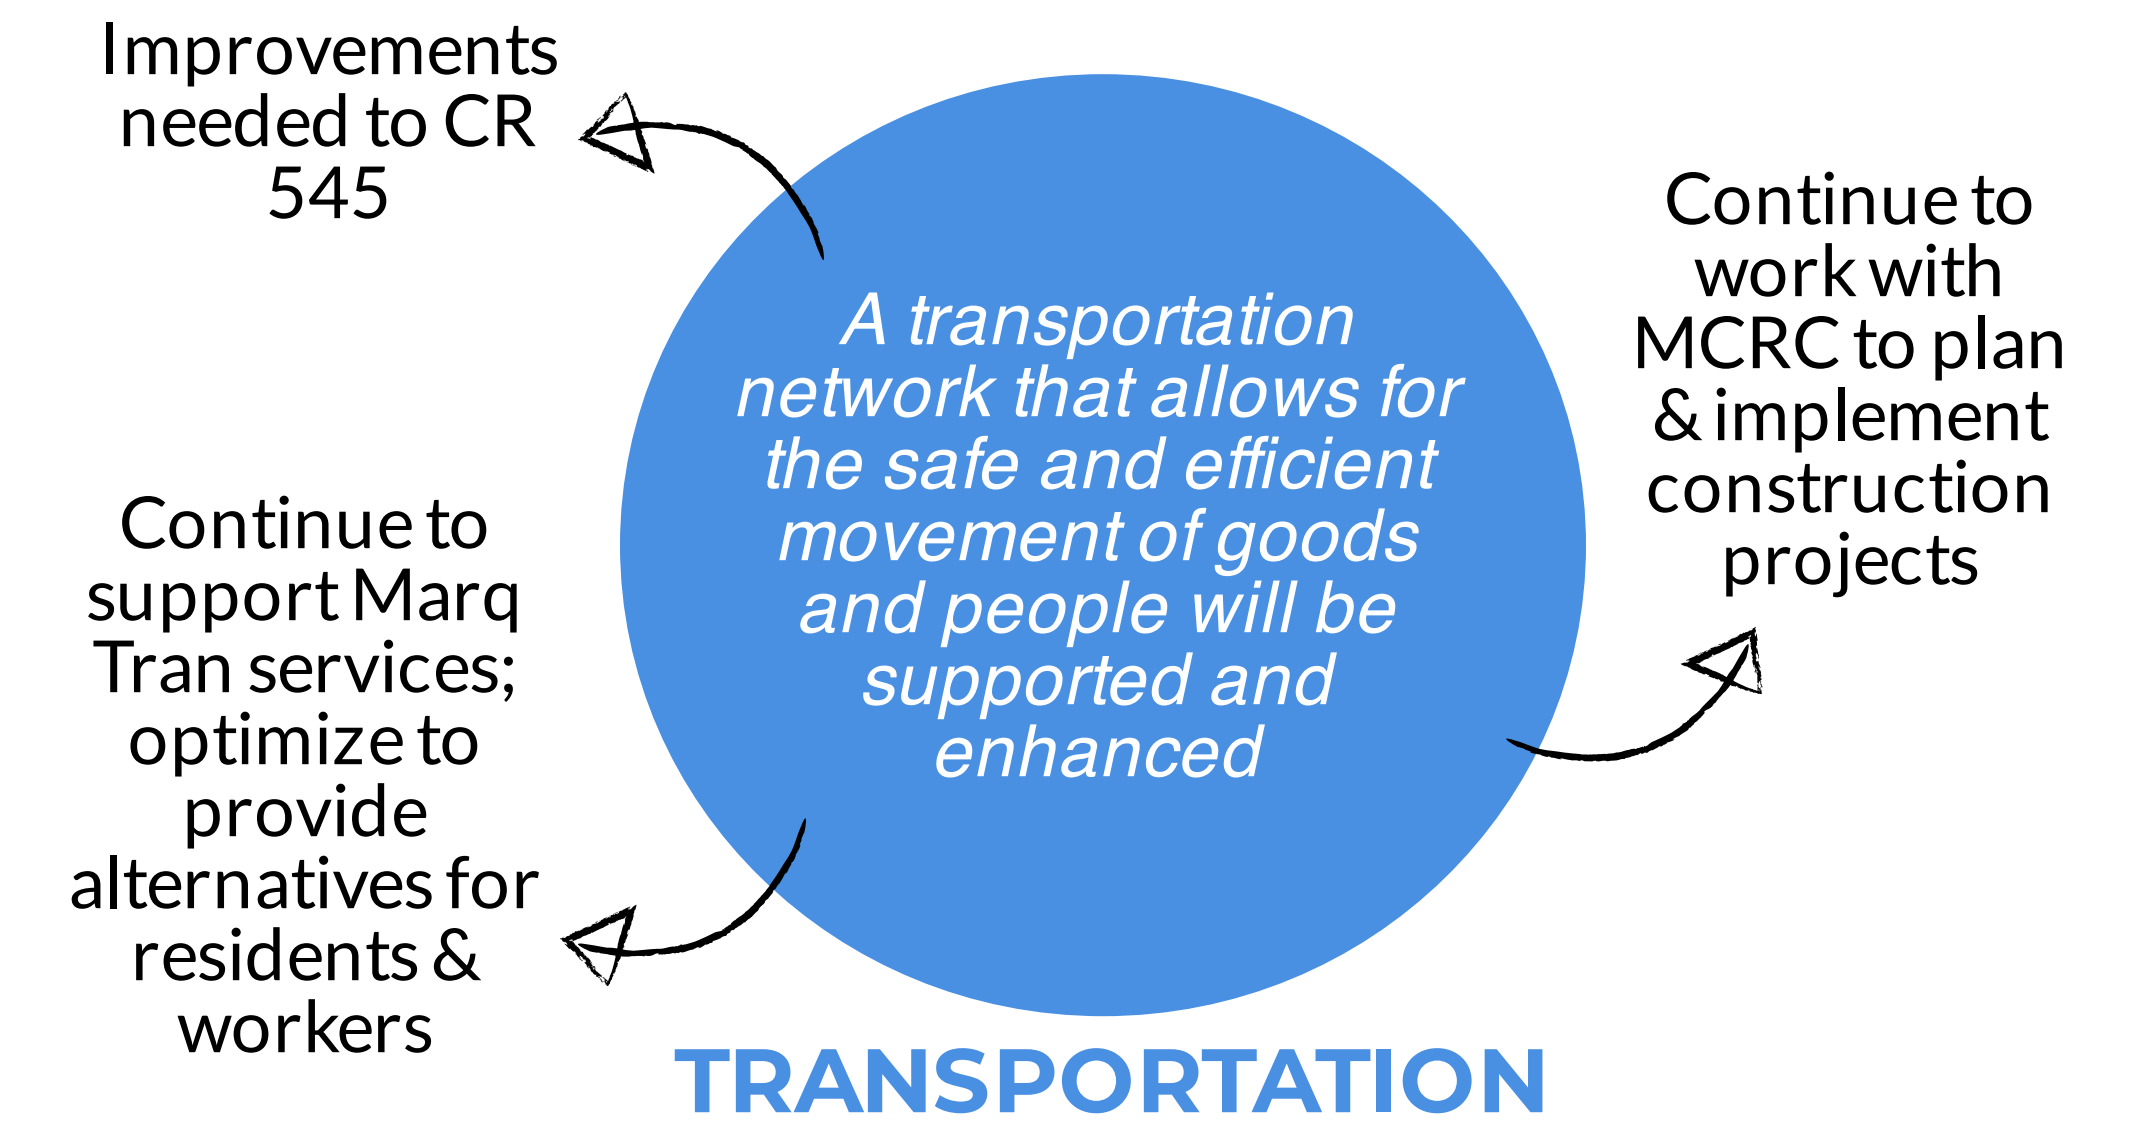 Improvements
needed to CR
545
Continue to
support Marq
Tran services;
optimize to
provide
alternatives for
residents &
workers
A transportation
network that allows for
the safe and efficient
movement of goods
and people will be
supported and
enhanced
Continue to
work with
MCRC to plan
& implement
construction
projects
TRANSPORTATION